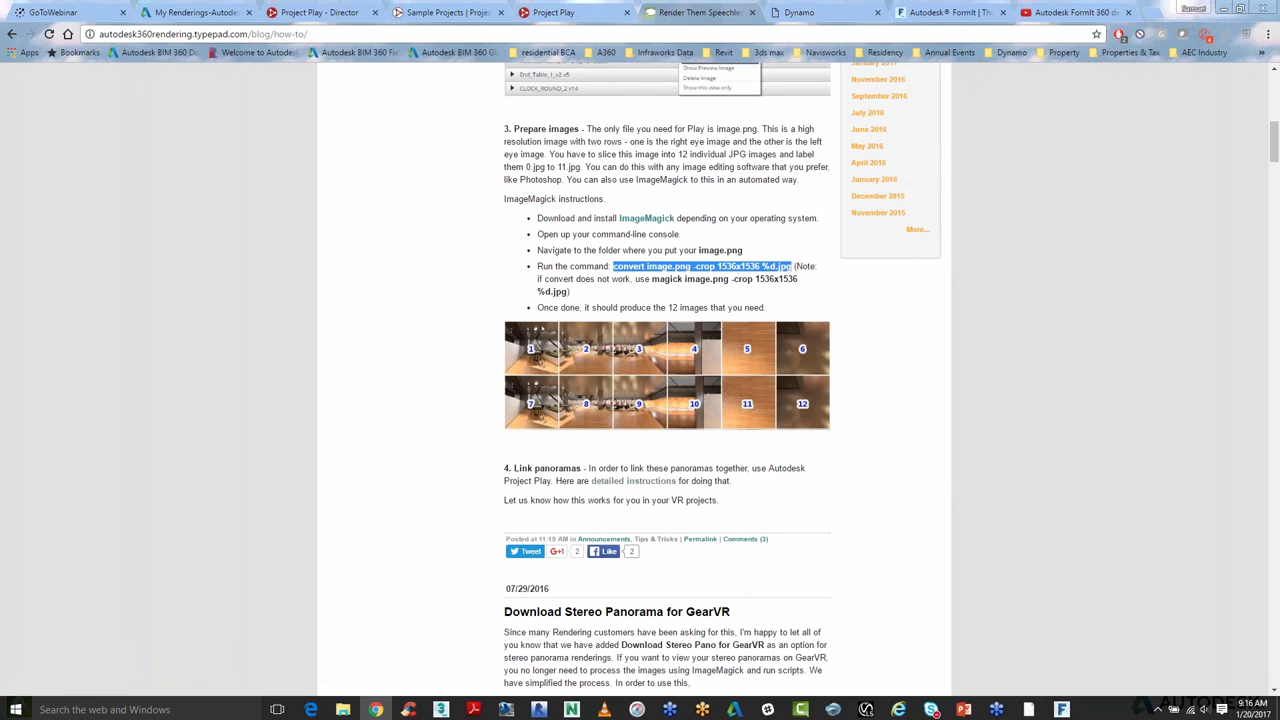 GoToWebinar
My Renderings-Autodesk
Project Play - Director
Sample Projects | Project
Dynamo
Autodesk® FormIt |
Autodesk FormIt 360 de
autodesk360rendering.typepad.com/blog/how-to/
Autodesk BIM 360 Do
Welcome to Autodesk
Autodesk BIM 360 Fie
Autodesk BIM 360 Gl
residential BCA
A360
Infraworks Data
Revit
3ds max
Navisworks
Residency
Annual Events
Dynamo
Property
Properties & Tax
AEC Industry
End_Table_1_v2 v5
CLOCK_ROUND_2 v14
Show Preview Image
Delete Image
Show this view only
January 2017
November 2016
September 2016
July 2016
June 2016
May 2016
April 2016
January 2016
December 2015
November 2015
More...
3. Prepare images - The only file you need for Play is image.png. This is a high
resolution image with two rows - one is the right eye image and the other is the left
eye image. You have to slice this image into 12 individual JPG images and label
them 0.jpg to 11.jpg. You can do this with any image editing software that you prefer,
like Photoshop. You can also use ImageMagick to this in an automated way.
ImageMagick instructions.
Download and install ImageMagick depending on your operating system.
Open up your command-line console.
Navigate to the folder where you put your image.png
Run the command: convert image.png -crop 1536x1536 %d.jpg (Note:
if convert does not work, use magick image.png -crop 1536x1536
%d.jpg)
Once done, it should produce the 12 images that you need.
1 2 3 4 5 6
7 8 9 10 11 12
4. Link panoramas - In order to link these panoramas together, use Autodesk
Project Play. Here are detailed instructions for doing that.
Let us know how this works for you in your VR projects.
Posted at 11:19 AM in Announcements, Tips & Tricks | Permalink | Comments (3)
Tweet G+1 2 Like 2
07/29/2016
Download Stereo Panorama for GearVR
Since many Rendering customers have been asking for this, I'm happy to let all of
you know that we have added Download Stereo Pano for GearVR as an option for
stereo panorama renderings. If you want to view your stereo panoramas on GearVR,
you no longer need to process the images using ImageMagick and run scripts. We
have simplified the process. In order to use this,
Search the web and Windows
9:16 AM
1/20/2017